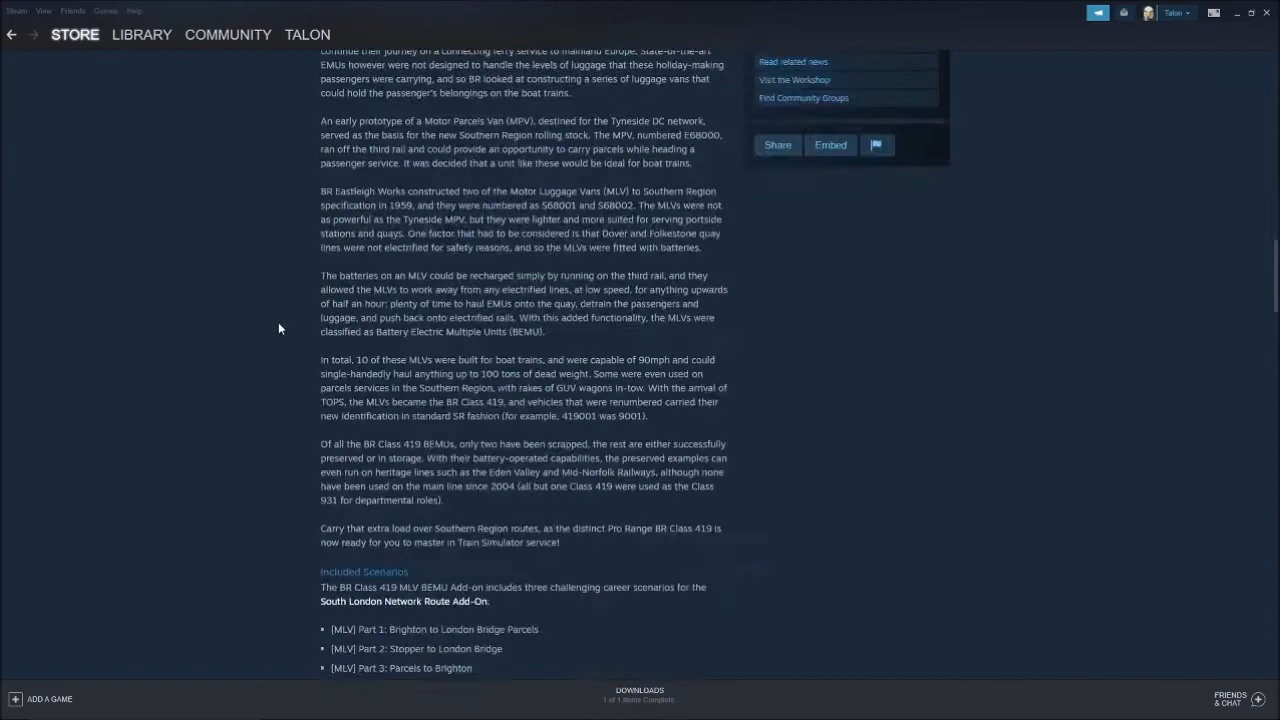 Steam View Friends Games Help
Talon
STORE LIBRARY COMMUNITY TALON
continue their journey on a connecting ferry service to mainland Europe. State-of-the-art
EMUs however were not designed to handle the levels of luggage that these holiday-making
passengers were carrying, and so BR looked at constructing a series of luggage vans that
could hold the passenger's belongings on the boat trains.
An early prototype of a Motor Parcels Van (MPV), destined for the Tyneside DC network,
served as the basis for the new Southern Region rolling stock. The MPV, numbered E68000,
ran off the third rail and could provide an opportunity to carry parcels while heading a
passenger service. It was decided that a unit like these would be ideal for boat trains.
BR Eastleigh Works constructed two of the Motor Luggage Vans (MLV) to Southern Region
specification in 1959, and they were numbered as S68001 and S68002. The MLVs were not
as powerful as the Tyneside MPV, but they were lighter and more suited for serving portside
stations and quays. One factor that had to be considered is that Dover and Folkestone quay
lines were not electrified for safety reasons, and so the MLVs were fitted with batteries.
The batteries on an MLV could be recharged simply by running on the third rail, and they
allowed the MLVs to work away from any electrified lines, at low speed, for anything upwards
of half an hour; plenty of time to haul EMUs onto the quay, detrain the passengers and
luggage, and push back onto electrified rails. With this added functionality, the MLVs were
classified as Battery Electric Multiple Units (BEMU).
In total, 10 of these MLVs were built for boat trains, and were capable of 90mph and could
single-handedly haul anything up to 100 tons of dead weight. Some were even used on
parcels services in the Southern Region, with rakes of GUV wagons in-tow. With the arrival of
TOPS, the MLVs became the BR Class 419, and vehicles that were renumbered carried their
new identification in standard SR fashion (for example, 419001 was 9001).
Of all the BR Class 419 BEMUs, only two have been scrapped, the rest are either successfully
preserved or in storage. With their battery-operated capabilities, the preserved examples can
even run on heritage lines such as the Eden Valley and Mid-Norfolk Railways, although none
have been used on the main line since 2004 (all but one Class 419 were used as the Class
931 for departmental roles).
Carry that extra load over Southern Region routes, as the distinct Pro Range BR Class 419 is
now ready for you to master in Train Simulator service!
Included Scenarios
The BR Class 419 MLV BEMU Add-on includes three challenging career scenarios for the
South London Network Route Add-On:
[MLV] Part 1: Brighton to London Bridge Parcels
[MLV] Part 2: Stopper to London Bridge
[MLV] Part 3: Parcels to Brighton
Read related news
Visit the Workshop
Find Community Groups
Share Embed
ADD A GAME
DOWNLOADS
1 of 1 Items Complete
FRIENDS
& CHAT